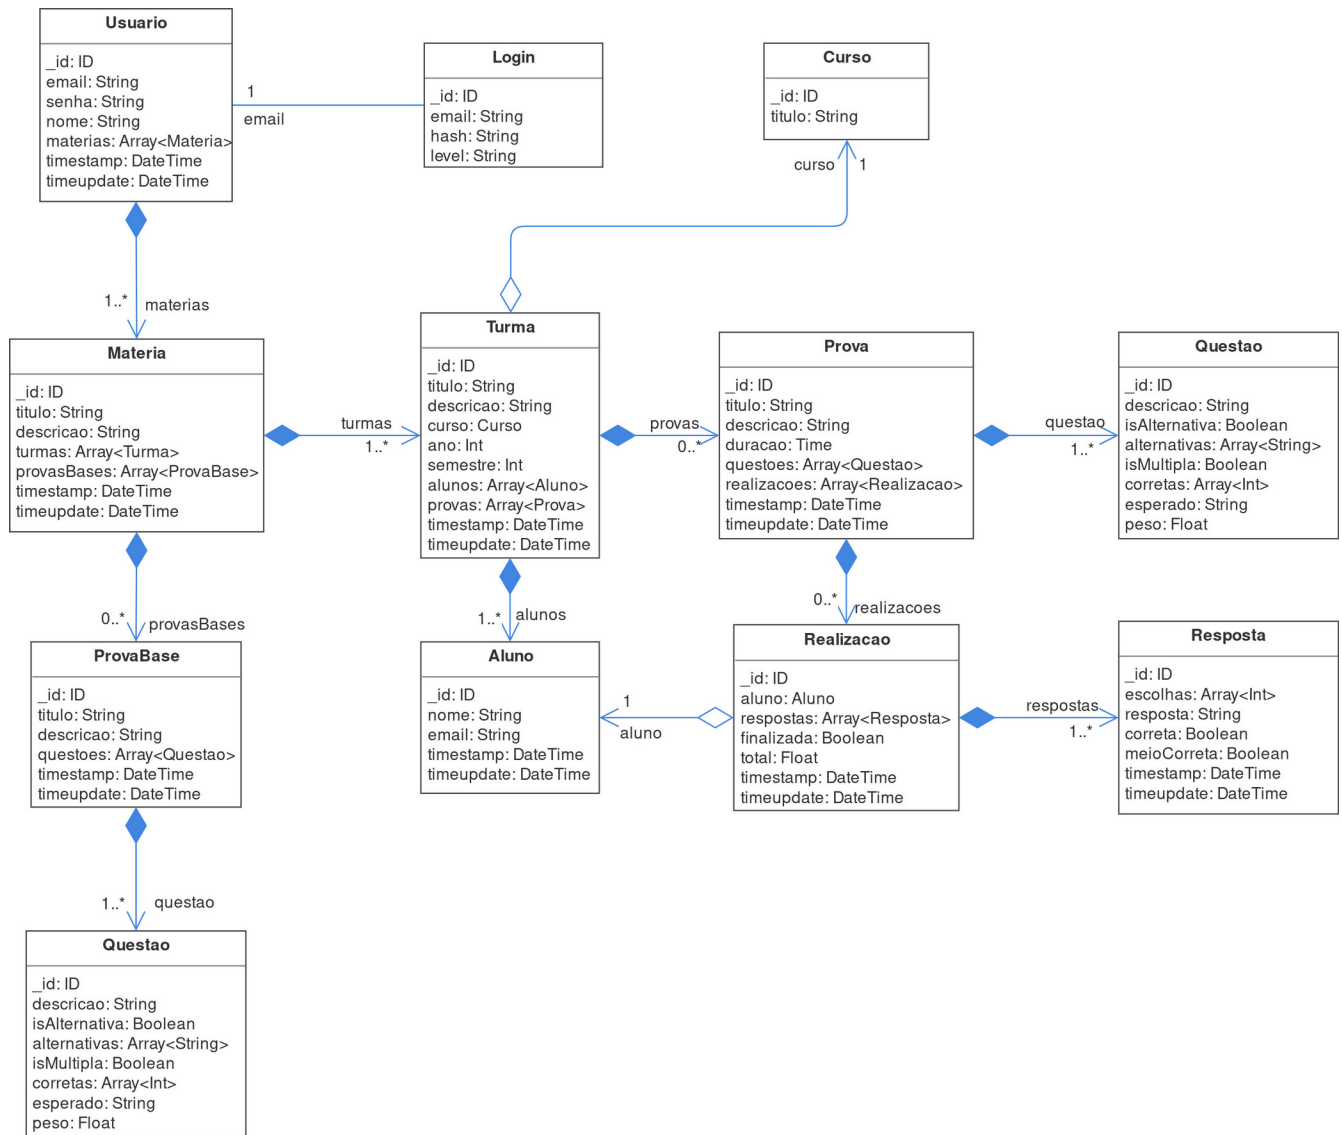 Usuario
_id: ID
email: String
senha: String
nome: String
materias: Array<Materia>
timestamp: DateTime
timeupdate: DateTime
1
email
Login
_id: ID
email: String
hash: String
level: String
Curso
_id: ID
titulo: String
curso
1
1..*
materias
Materia
_id: ID
titulo: String
descricao: String
turmas: Array<Turma>
provasBases: Array<ProvaBase>
timestamp: DateTime
timeupdate: DateTime
turmas
1..*
Turma
_id: ID
titulo: String
descricao: String
curso: Curso
ano: Int
semestre: Int
alunos: Array<Aluno>
provas: Array<Prova>
timestamp: DateTime
timeupdate: DateTime
provas
0..*
Prova
_id: ID
titulo: String
descricao: String
duracao: Time
questoes: Array<Questao>
realizacoes: Array<Realizacao>
timestamp: DateTime
timeupdate: DateTime
questao
1..*
Questao
_id: ID
descricao: String
isAlternativa: Boolean
alternativas: Array<String>
isMultipla: Boolean
corretas: Array<Int>
esperado: String
peso: Float
0..*
provasBases
1..*
alunos
0..*
realizacoes
ProvaBase
_id: ID
titulo: String
descricao: String
questoes: Array<Questao>
timestamp: DateTime
timeupdate: DateTime
Aluno
_id: ID
nome: String
email: String
timestamp: DateTime
timeupdate: DateTime
1
aluno
Realizacao
_id: ID
aluno: Aluno
respostas: Array<Resposta>
finalizada: Boolean
total: Float
timestamp: DateTime
timeupdate: DateTime
respostas
1..*
Resposta
_id: ID
escolhas: Array<Int>
resposta: String
correta: Boolean
meioCorreta: Boolean
timestamp: DateTime
timeupdate: DateTime
1..*
questao
Questao
_id: ID
descricao: String
isAlternativa: Boolean
alternativas: Array<String>
isMultipla: Boolean
corretas: Array<Int>
esperado: String
peso: Float